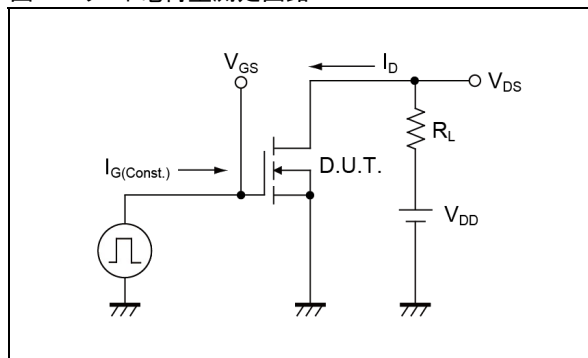 V_GS
I_D
V_DS
R_L
I_G(Const.)
D.U.T.
V_DD